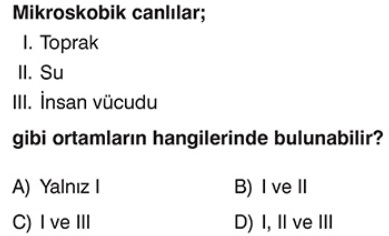 Mikroskobik canlılar;
I. Toprak
II. Su
III. İnsan vücudu
gibi ortamların hangilerinde bulunabilir?
A) Yalnız I B) I ve II
C) I ve III D) I, II ve III